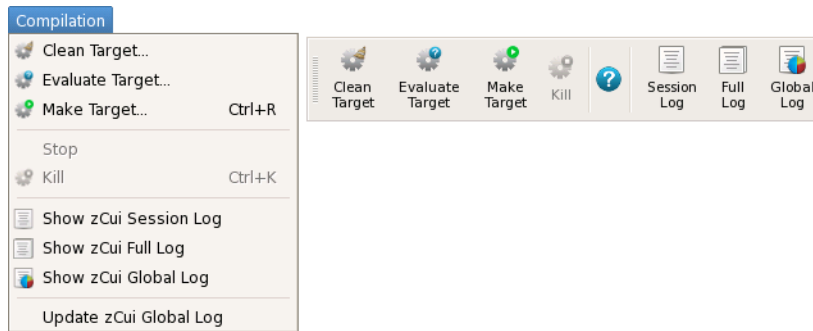 Compilation
Clean Target...
Evaluate Target...
Make Target... Ctrl+R
Stop
Kill Ctrl+K
Show zCui Session Log
Show zCui Full Log
Show zCui Global Log
Update zCui Global Log
Clean
Target
Evaluate
Target
Make
Target
Kill
?
Session
Log
Full
Log
Global
Log